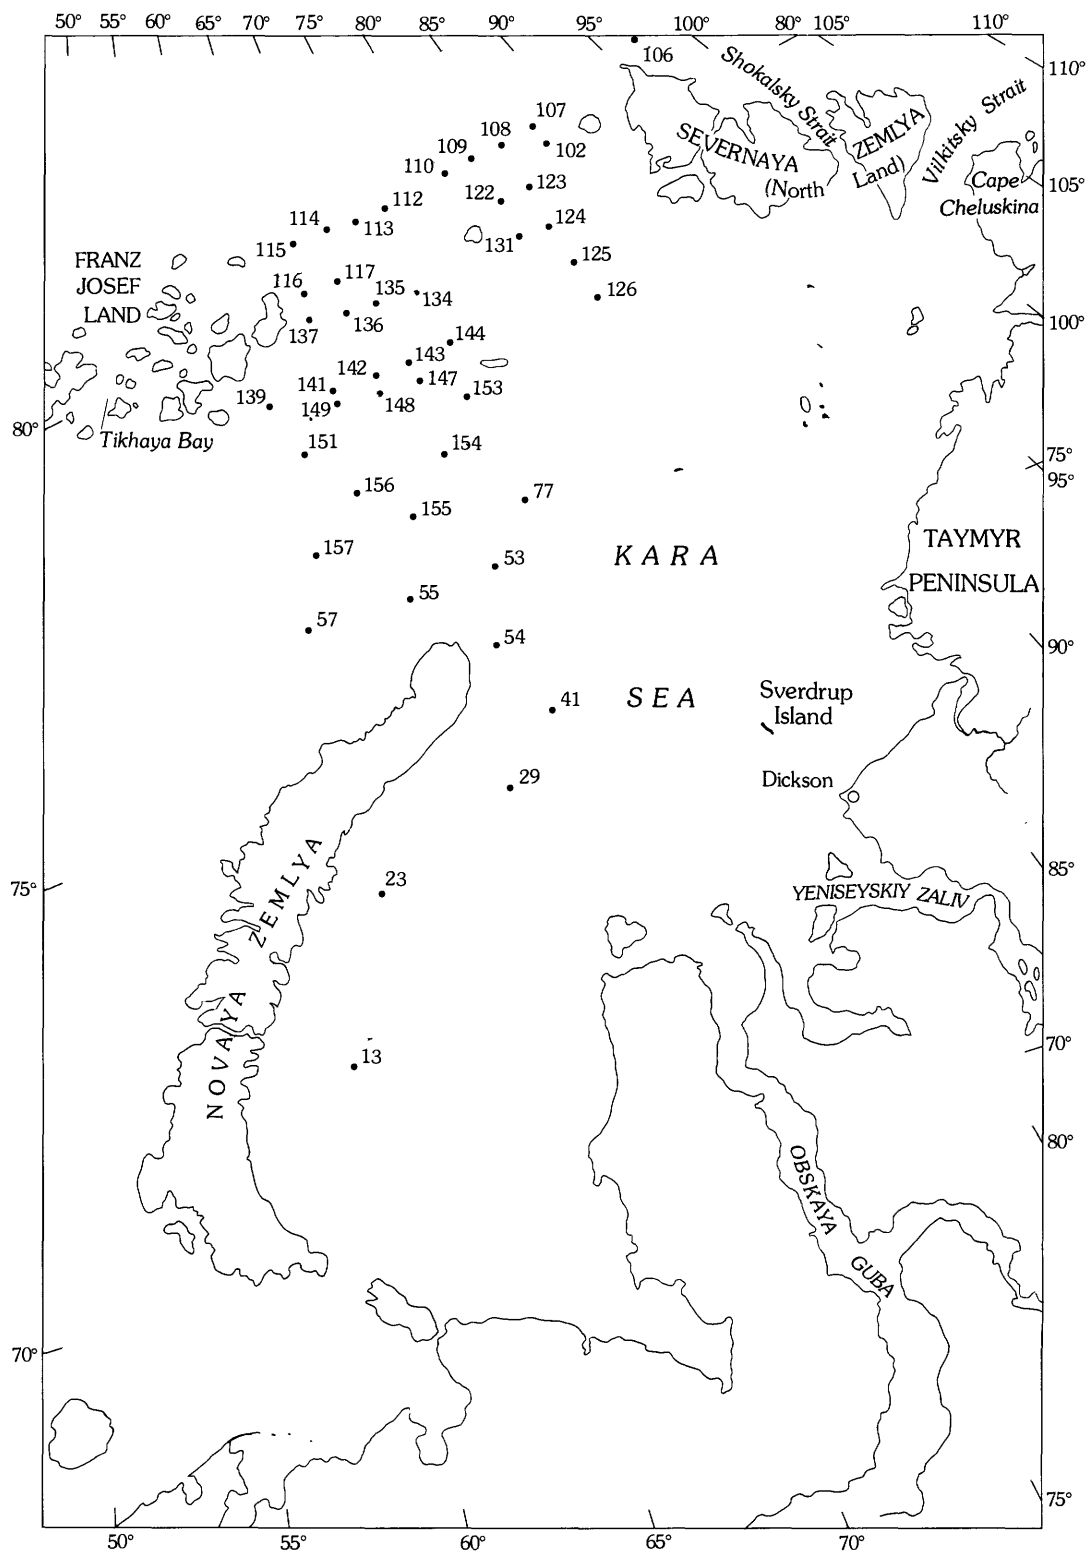 50° 55° 60° 65° 70° 75° 80° 85° 90° 95° 100° 80° 105° 110°
106
110°
Shokalsky Strait
Vilkitsky Strait
107
108
102
109
110
SEVERNAYA
ZEMLYA
(North
Land)
105°
Cape
Cheluskina
123
122
112
124
113
114
131
115
125
FRANZ
JOSEF
LAND
117
116
135
134
126
136
137
100°
144
143
142
147
141
139
153
148
149
80°
Tikhaya Bay
151
154
75°
95°
156
77
155
157
53
KARA
TAYMYR
PENINSULA
55
57
54
90°
SEA
41
Sverdrup
Island
29
Dickson
NOVAYA ZEMLYA
23
75°
85°
YENISEYSKIY ZALIV
13
70°
80°
OBSKAYA
GUBA
70°
75°
50° 55° 60° 65° 70°